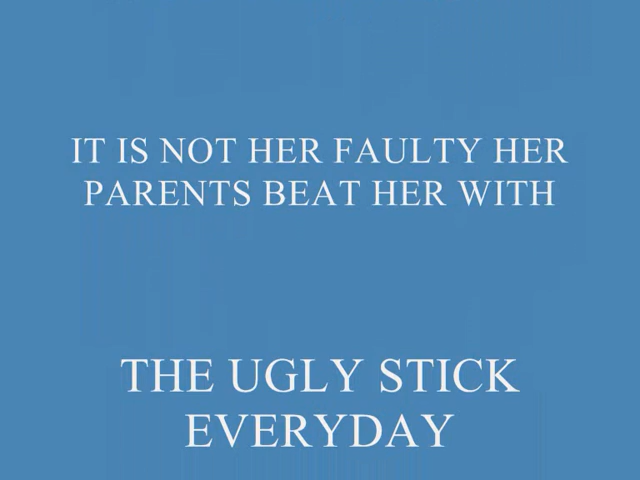 IT IS NOT HER FAULTY HER
PARENTS BEAT HER WITH
THE UGLY STICK
EVERYDAY